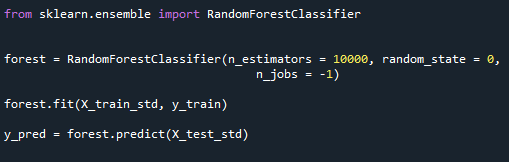 from sklearn.ensemble import RandomForestClassifier
forest = RandomForestClassifier(n_estimators = 10000, random_state = 0,
n_jobs = -1)
forest.fit(X_train_std, y_train)
y_pred = forest.predict(X_test_std)